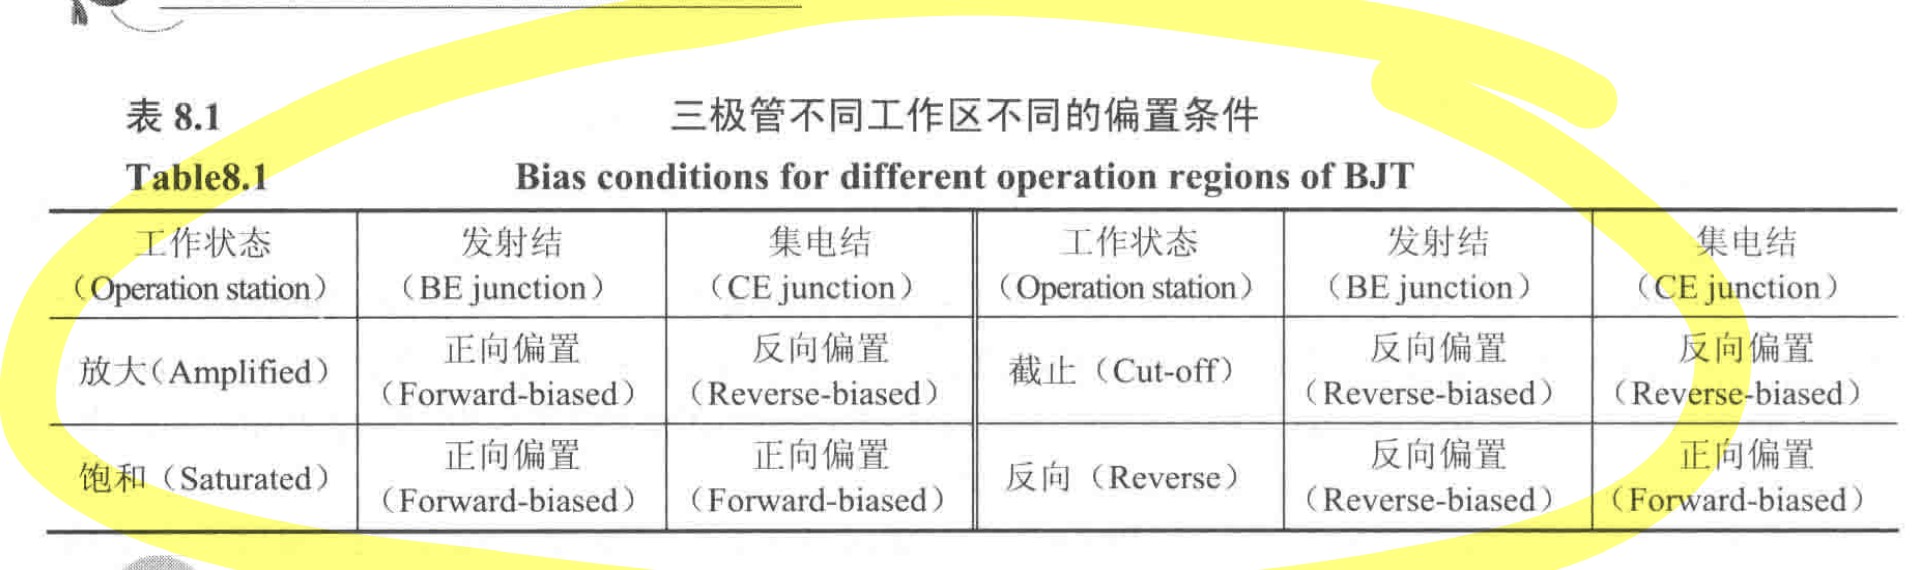 表 8.1 三极管不同工作区不同的偏置条件
Table8.1 Bias conditions for different operation regions of BJT
工作状态 发射结 集电结 工作状态 发射结 集电结
（Operation station） （BE junction） （CE junction） （Operation station） （BE junction） （CE junction）
放大（Amplified） 正向偏置 反向偏置 截止（Cut-off） 反向偏置 反向偏置
（Forward-biased） （Reverse-biased） （Reverse-biased） （Reverse-biased）
饱和（Saturated） 正向偏置 正向偏置 反向（Reverse） 反向偏置 正向偏置
（Forward-biased） （Forward-biased） （Reverse-biased） （Forward-biased）